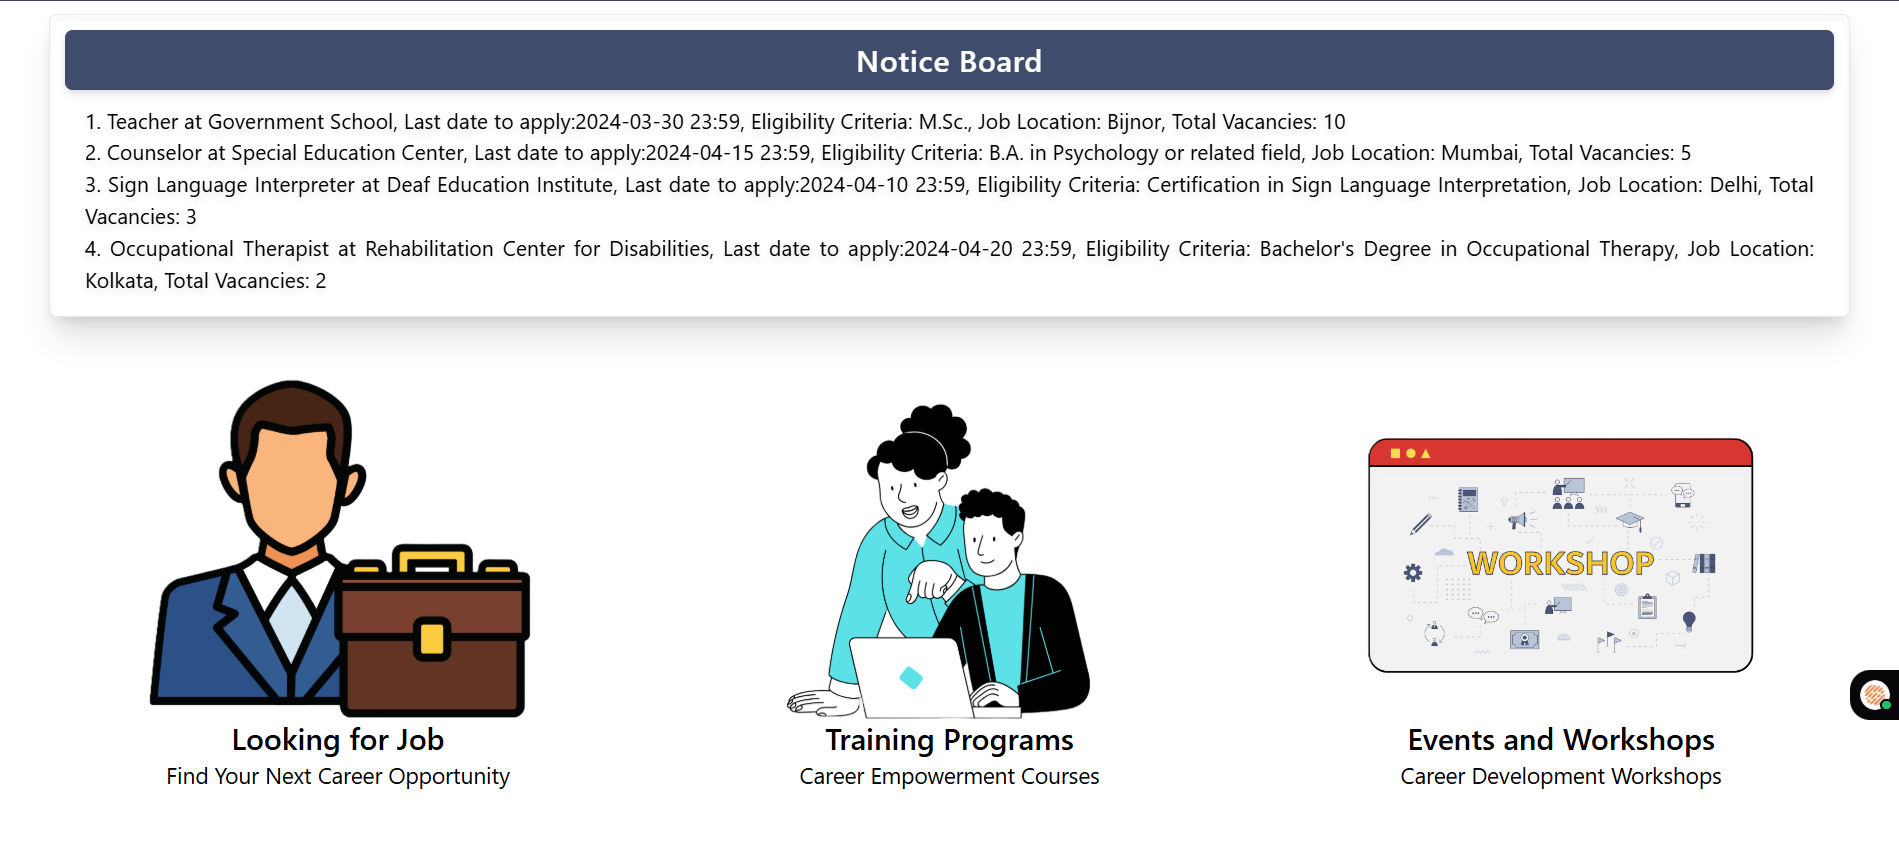 Notice Board
1. Teacher at Government School, Last date to apply:2024-03-30 23:59, Eligibility Criteria: M.Sc., Job Location: Bijnor, Total Vacancies: 10
2. Counselor at Special Education Center, Last date to apply:2024-04-15 23:59, Eligibility Criteria: B.A. in Psychology or related field, Job Location: Mumbai, Total Vacancies: 5
3. Sign Language Interpreter at Deaf Education Institute, Last date to apply:2024-04-10 23:59, Eligibility Criteria: Certification in Sign Language Interpretation, Job Location: Delhi, Total
Vacancies: 3
4. Occupational Therapist at Rehabilitation Center for Disabilities, Last date to apply:2024-04-20 23:59, Eligibility Criteria: Bachelor's Degree in Occupational Therapy, Job Location:
Kolkata, Total Vacancies: 2
WORKSHOP
Looking for Job
Find Your Next Career Opportunity
Training Programs
Career Empowerment Courses
Events and Workshops
Career Development Workshops